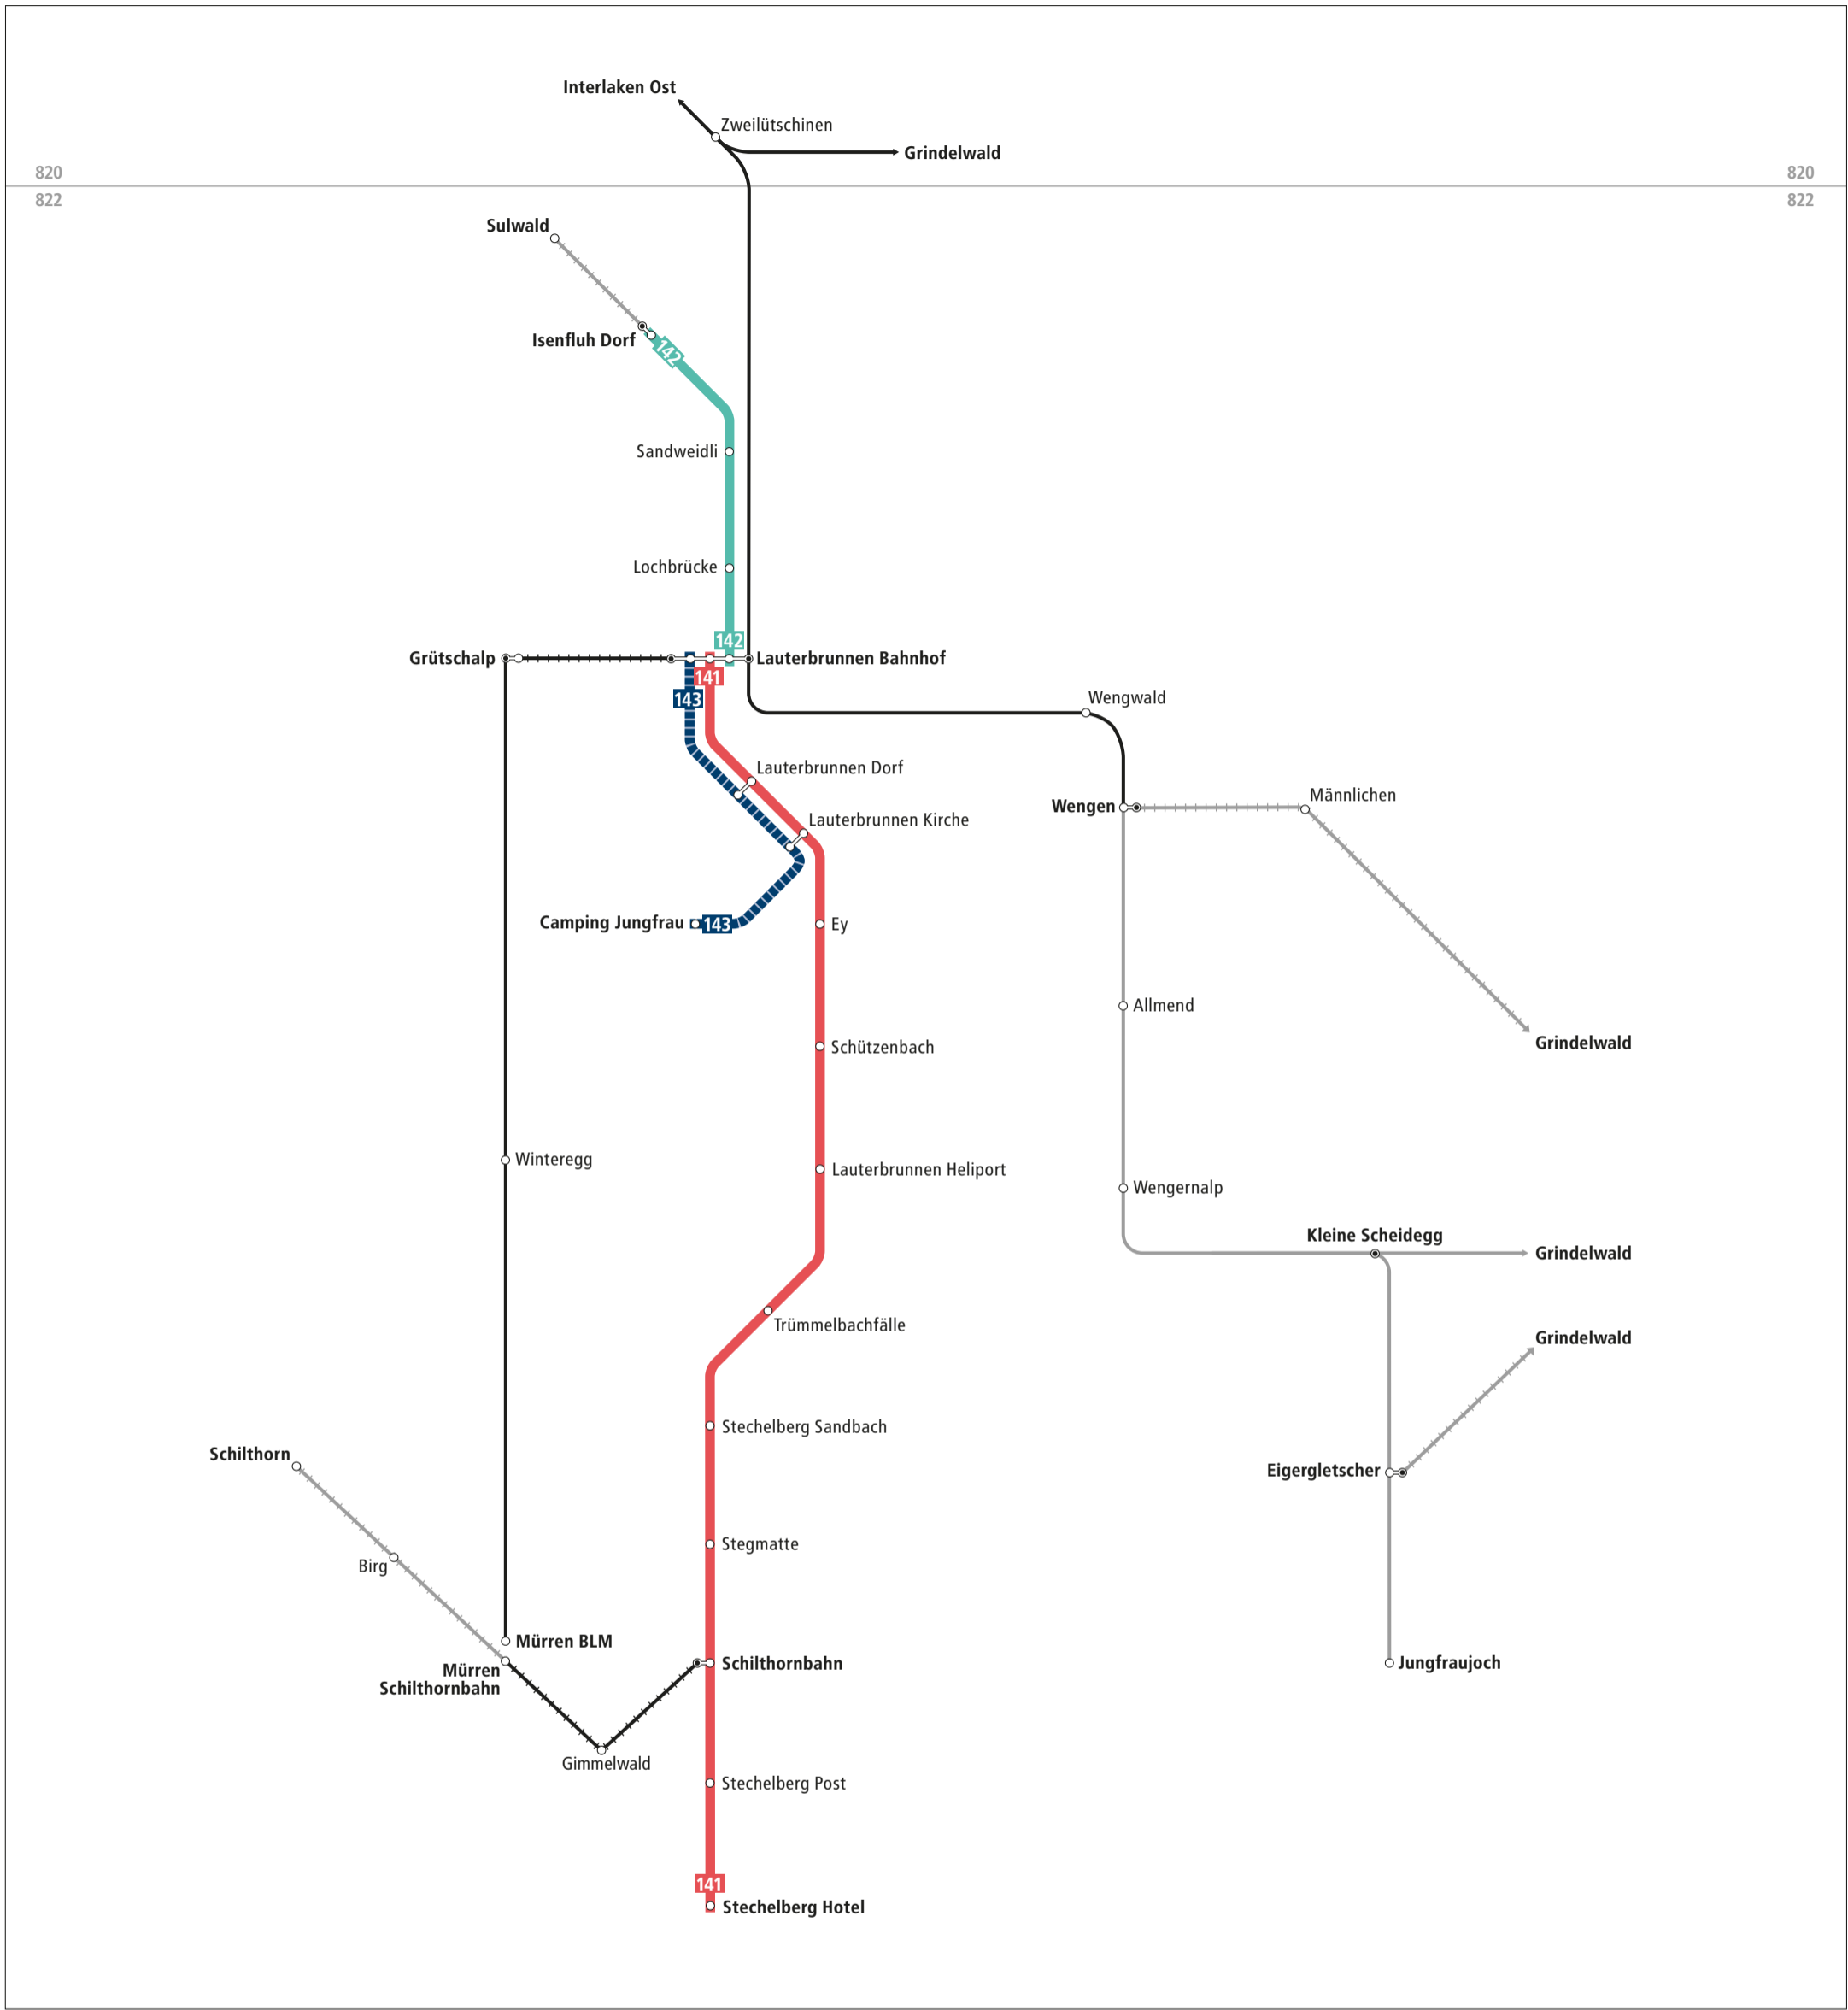 Interlaken Ost
Zweilütschinen
Grindelwald
820
820
822
822
Sulwald
Isenfluh Dorf
142
Sandweidli
Lochbrücke
142
Grütschalp
Lauterbrunnen Bahnhof
141
143
Wengwald
Lauterbrunnen Dorf
Männlichen
Wengen
Lauterbrunnen Kirche
Camping Jungfrau
143
Ey
Allmend
Grindelwald
Schützenbach
Winteregg
Lauterbrunnen Heliport
Wengernalp
Kleine Scheidegg
Grindelwald
Trümmelbachfälle
Grindelwald
Stechelberg Sandbach
Schilthorn
Eigergletscher
Stegmatte
Birg
Mürren BLM
Mürren
Schilthornbahn
Schilthornbahn
Jungfraujoch
Gimmelwald
Stechelberg Post
141
Stechelberg Hotel